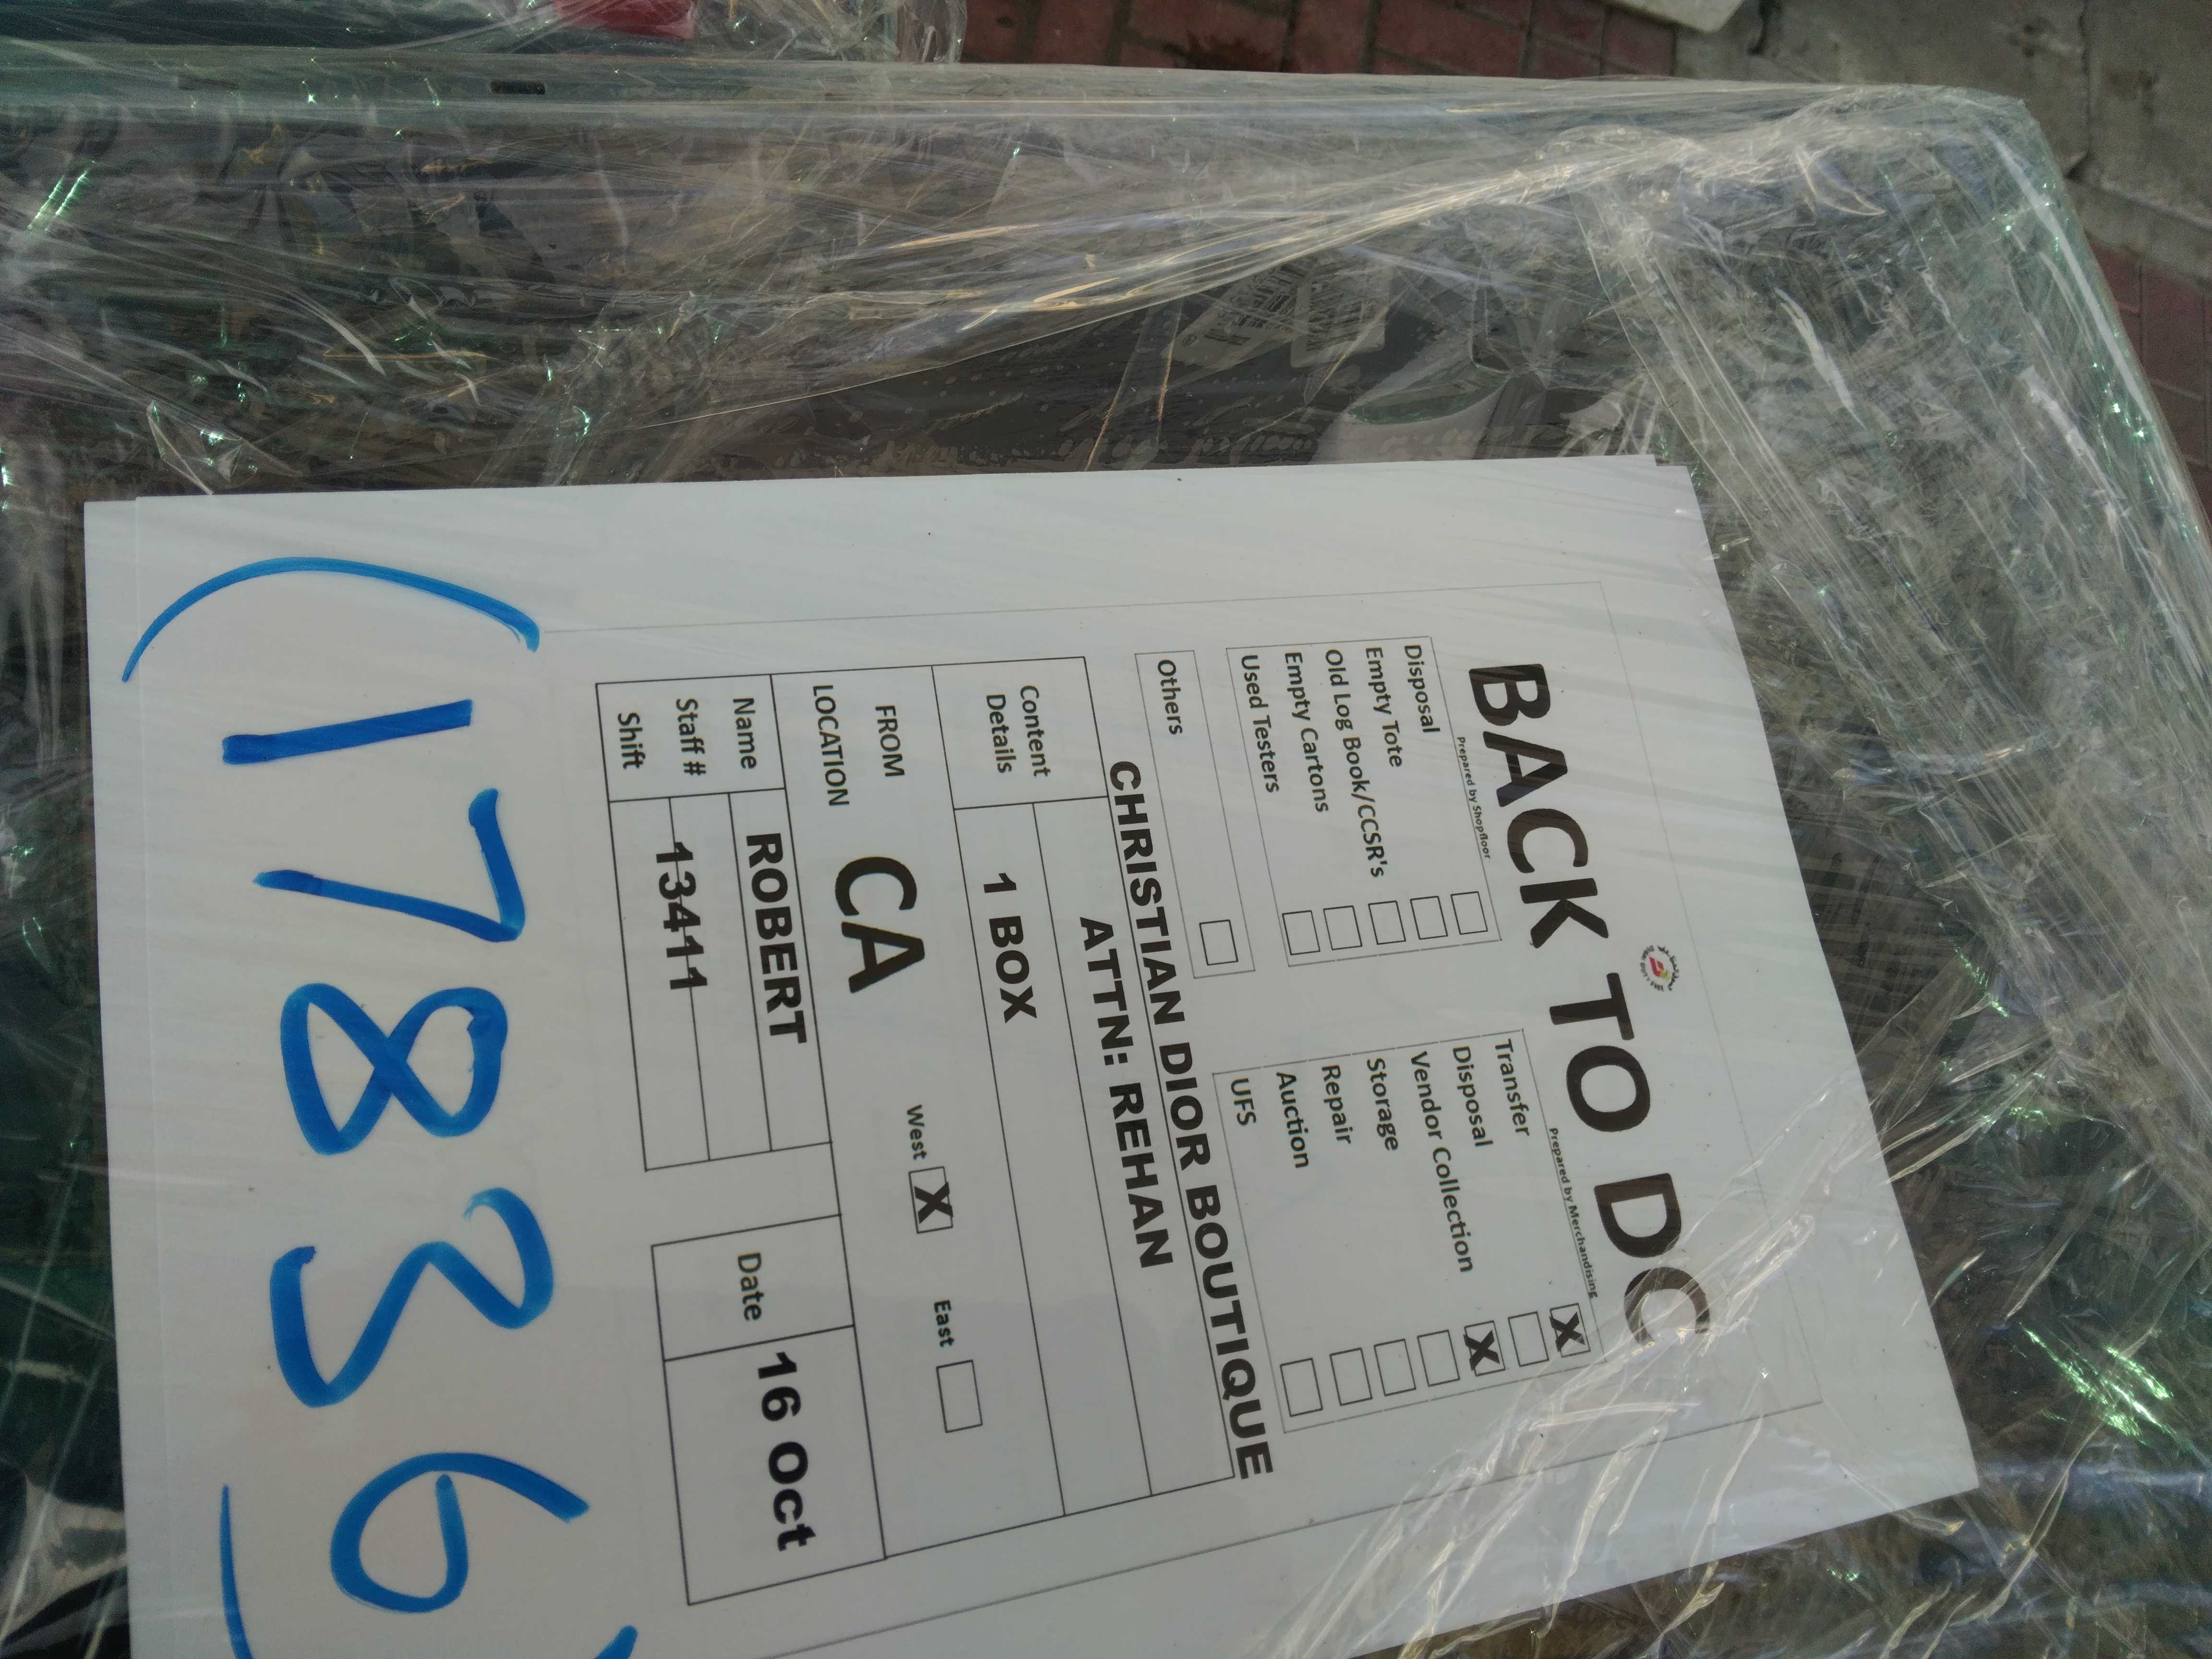 BACK TO DC
Prepared by Shopfloor
Disposal
Empty Tote
Old Log Book/CCSR's
Empty Cartons
Used Testers
Others
Prepared by Merchandising
Transfer X
Disposal
Vendor Collection X
Storage
Repair
Auction
UFS
CHRISTIAN DIOR BOUTIQUE
ATTN: REHAN
Content Details
1 BOX
FROM LOCATION
CA
West X East
Name ROBERT
Staff # 13411
Shift
Date 16 Oct
(17836)